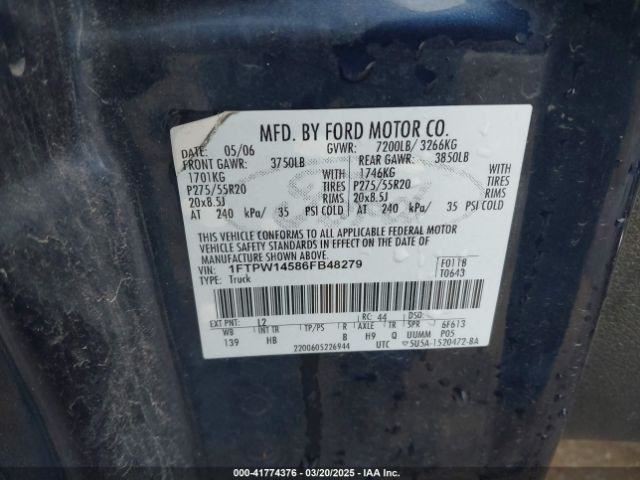 MFD. BY FORD MOTOR CO.
DATE: 05/06 GVWR: 7200LB/ 3266KG
FRONT GAWR: 3750LB REAR GAWR: 3850LB
1701KG WITH 1746KG WITH
P275/55R20 TIRES P275/55R20 TIRES
20x8.5J RIMS 20x8.5J RIMS
AT 240 kPa/ 35 PSI COLD AT 240 kPa/ 35 PSI COLD
THIS VEHICLE CONFORMS TO ALL APPLICABLE FEDERAL MOTOR
VEHICLE SAFETY STANDARDS IN EFFECT ON THE DATE OF
MANUFACTURE SHOWN ABOVE.
VIN: 1FTPW14586FB48279 F0118
TYPE: Truck T0643
EXT PNT: L2 RC: 44 DSO:
WB INT TR TP/PS R AXLE TR SPR 6F613
139 HB B H9 Q UUMM P05
2200605226944 UTC 5U5A-1520472-BA
000-41774376 | 03/20/2025 | IAA Inc.